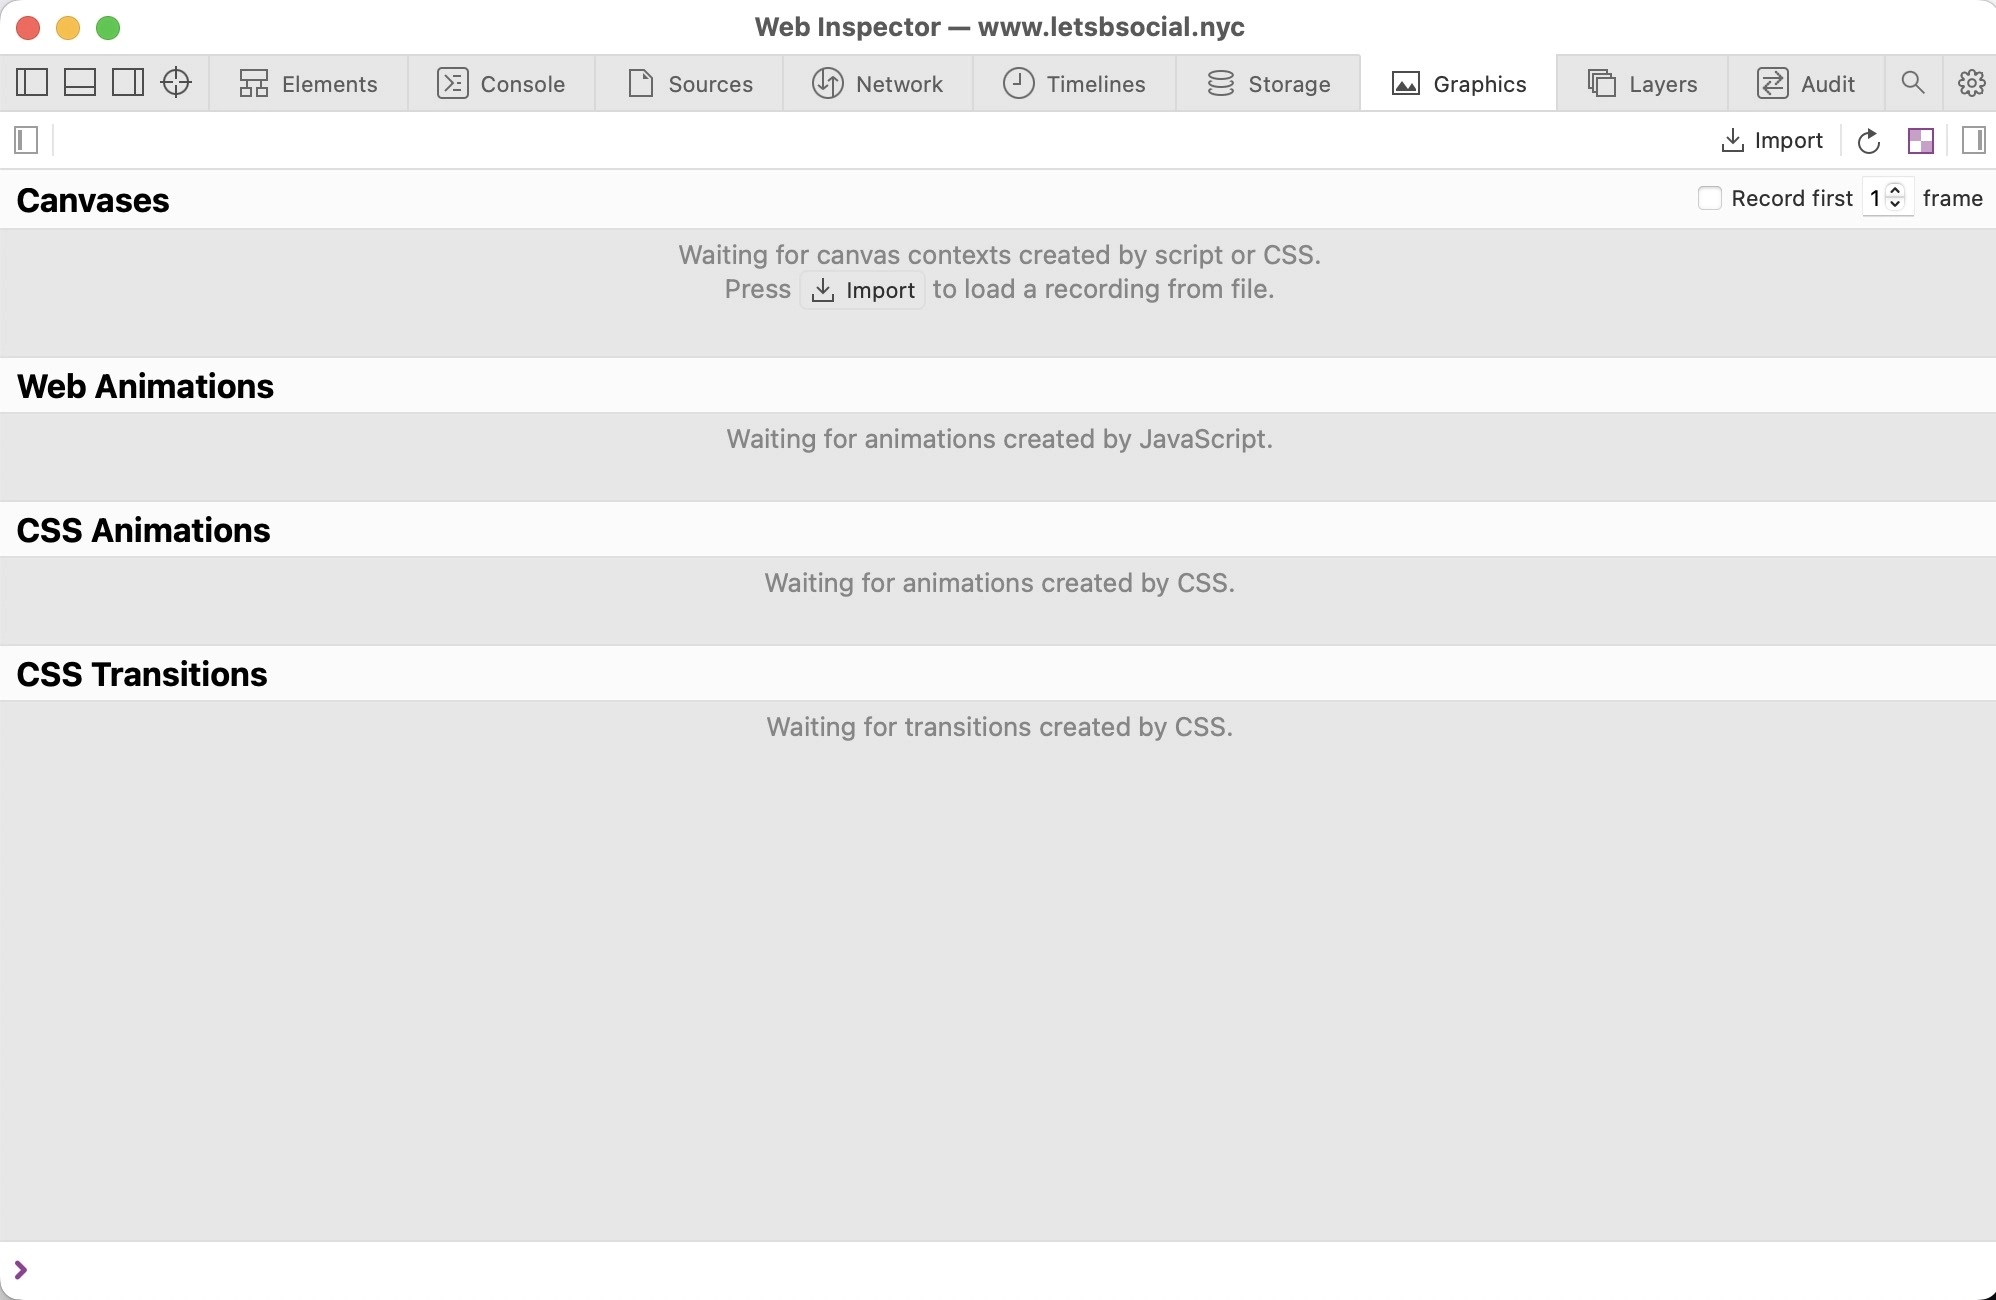 Web Inspector — www.letsbsocial.nyc
Elements Console Sources Network Timelines Storage Graphics Layers Audit
Import
Canvases Record first 1 frame
Waiting for canvas contexts created by script or CSS.
Press Import to load a recording from file.
Web Animations
Waiting for animations created by JavaScript.
CSS Animations
Waiting for animations created by CSS.
CSS Transitions
Waiting for transitions created by CSS.